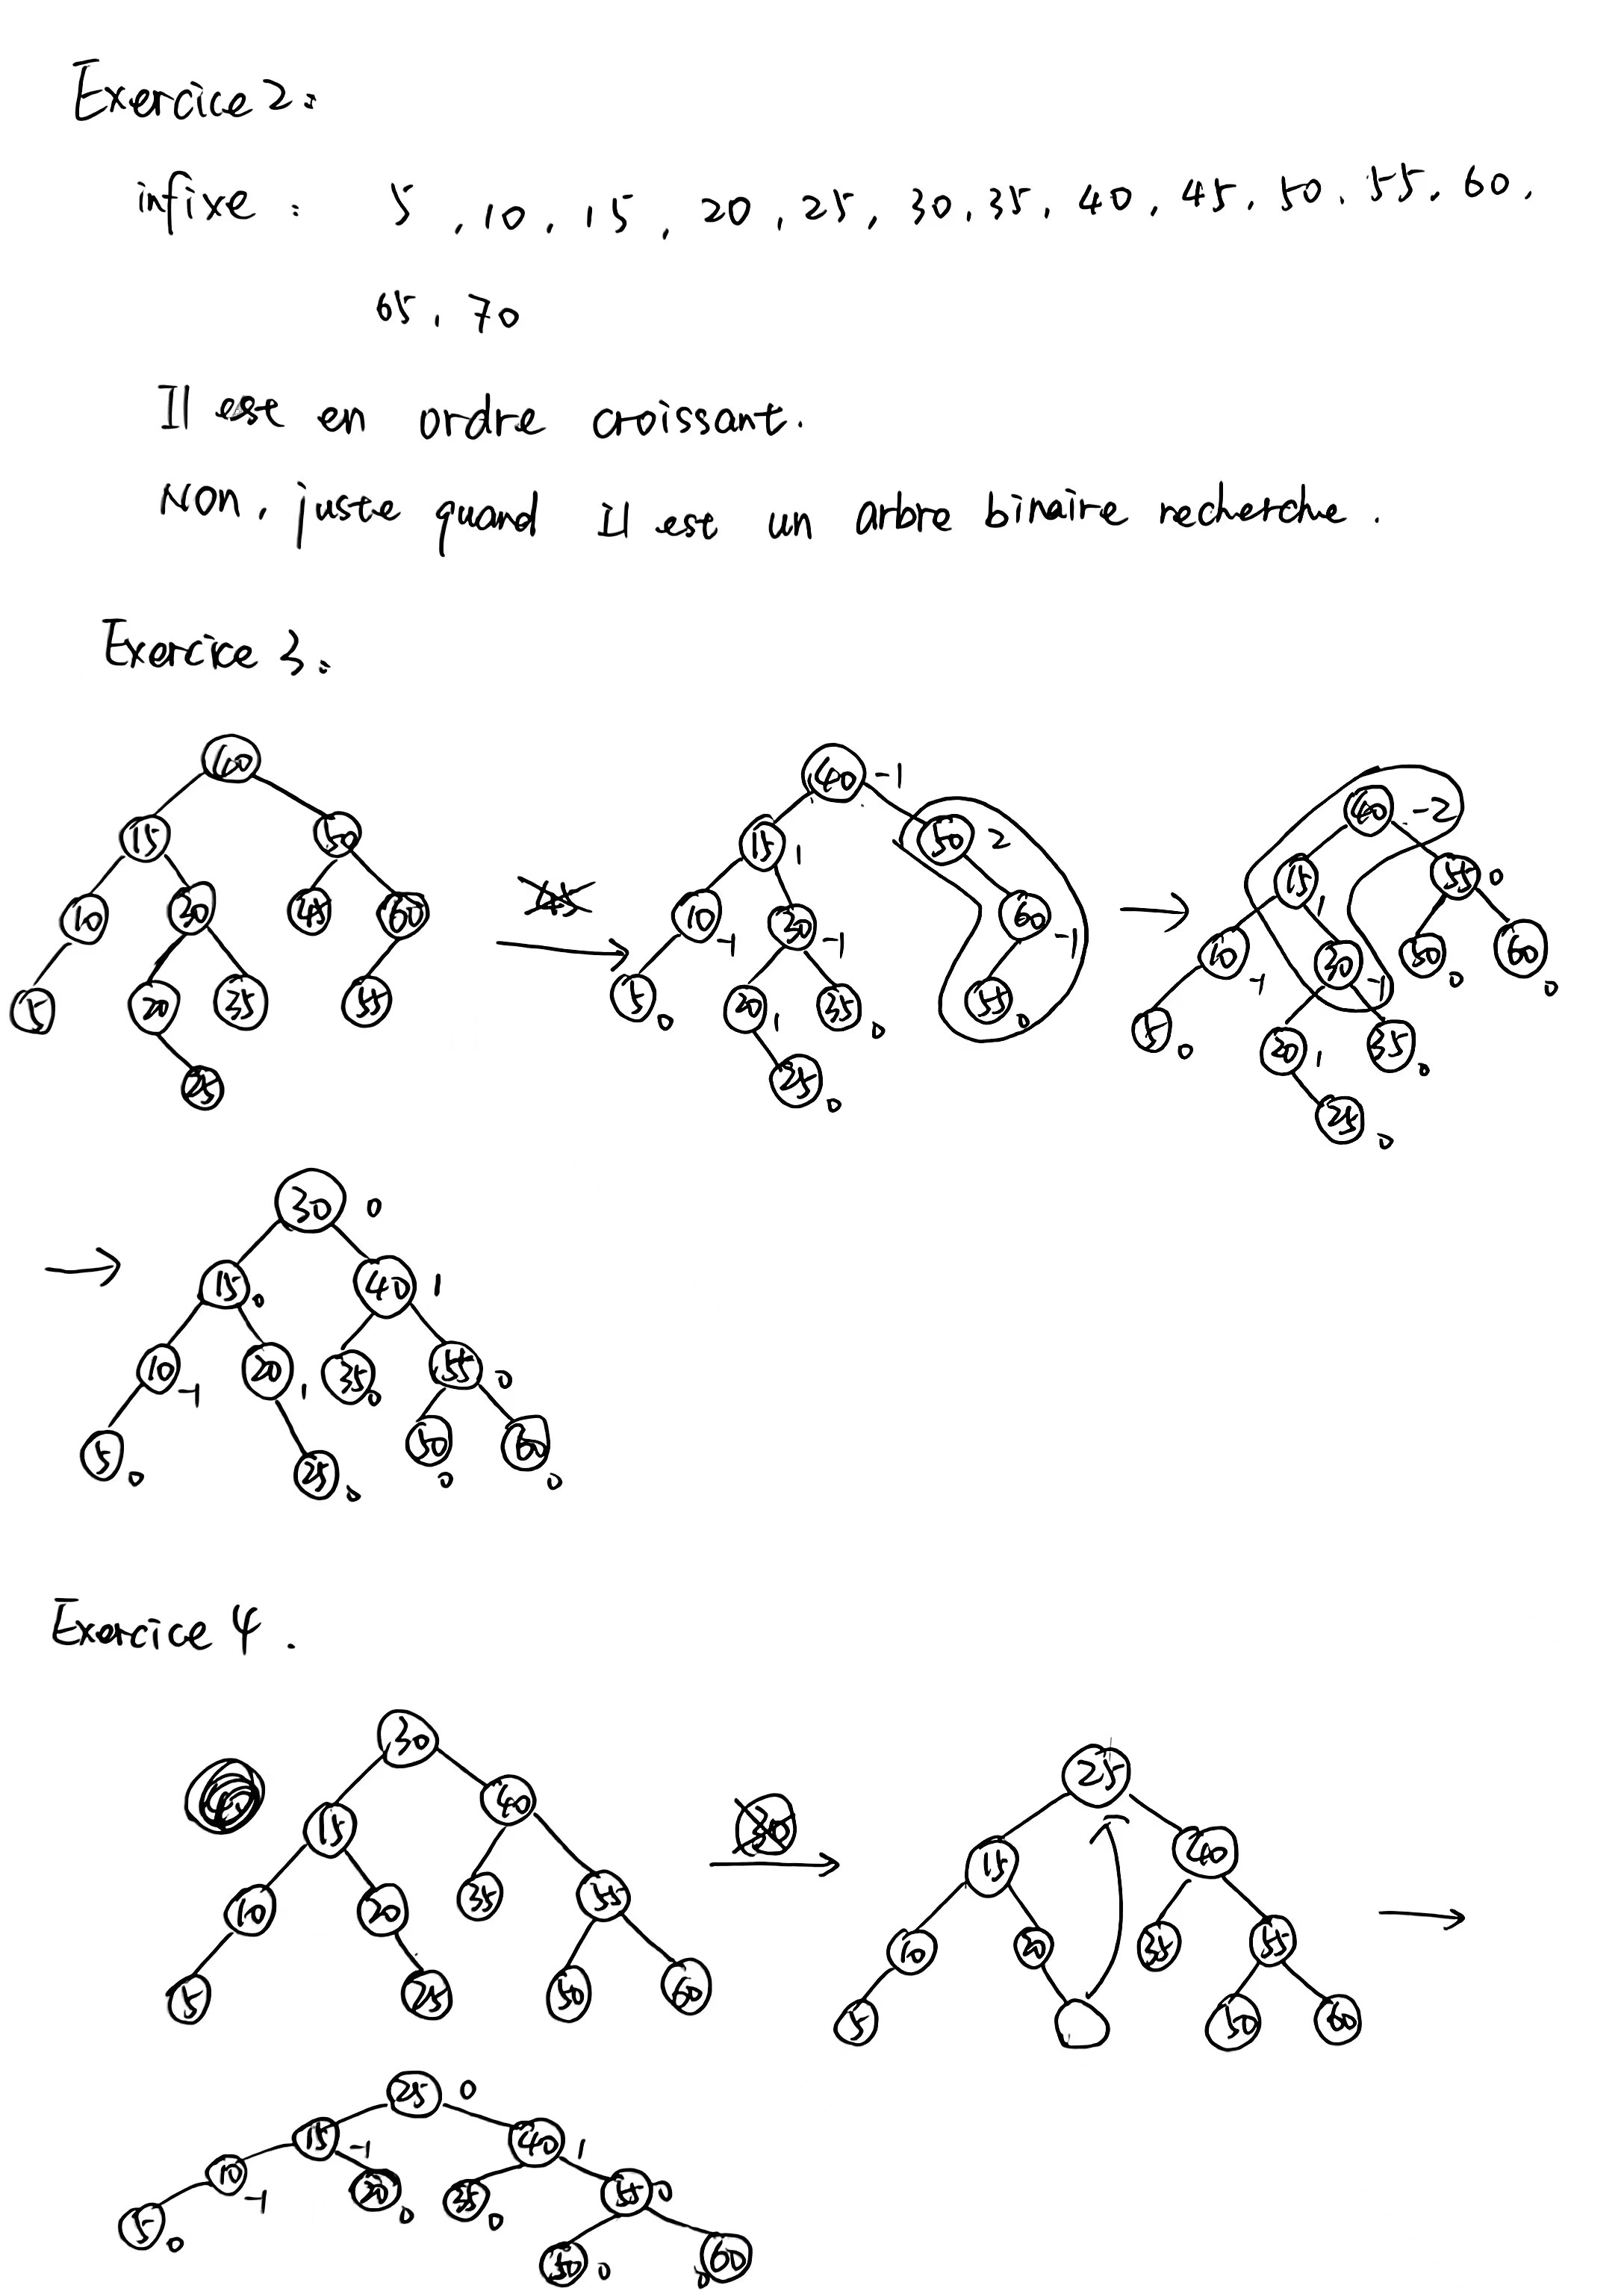 Exercice 2:
infixe : 5, 10, 15, 20, 25, 30, 35, 40, 45, 50, 55, 60,
65, 70
Il est en ordre croissant.
Non, juste quand il est un arbre binaire recherche.
Exercice 3:
40 40 -1 40 -2
15 50 15 1 50 2 15 1 55 0
10 30 45 60 45 10 -1 30 -1 60 -1 10 -1 30 -1 50 0 60 0
5 20 35 55 5 0 20 1 35 0 55 0 5 0 20 1 35 0
25 25 0 25 0
30 0
15 0 40 1
10 -1 20 1 35 0 55 0
5 0 25 0 50 0 60 0
Exercice 4.
30 25
15 40 30 15 40
10 20 35 55 10 20 35 55
5 25 50 60 5 50 60
25 0
15 -1 40 1
10 -1 20 0 35 0 55 0
5 0 50 0 60 0